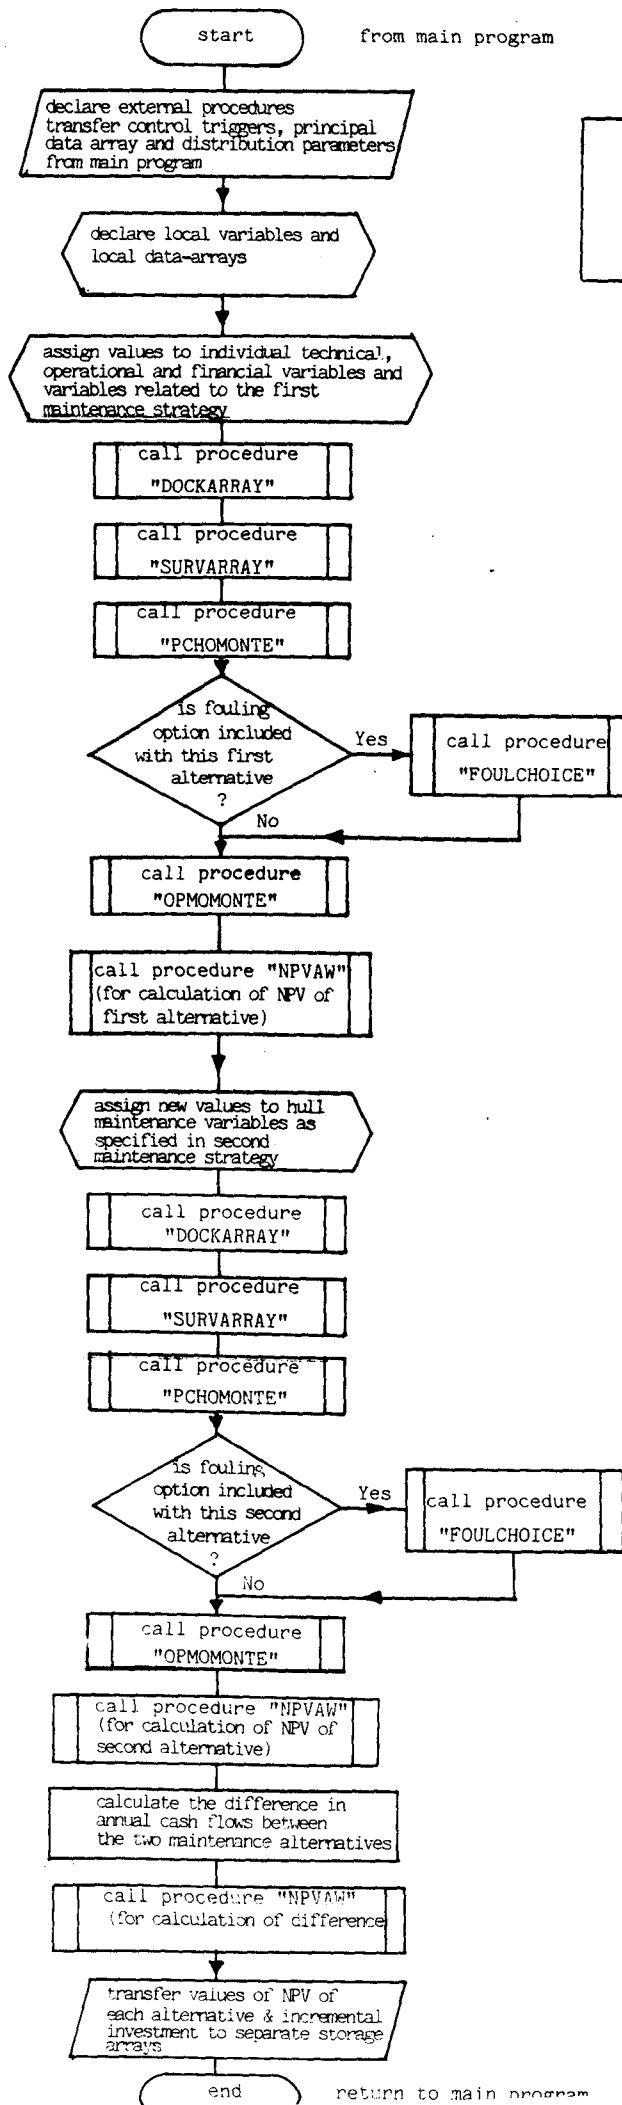 start
from main program
declare external procedures
transfer control triggers, principal
data array and distribution parameters
from main program
declare local variables and
local data-arrays
assign values to individual technical,
operational and financial variables and
variables related to the first
maintenance strategy
call procedure
"DOCKARRAY"
call procedure
"SURVARRAY"
call procedure
"PCHOMONTE"
is fouling
option included
with this first
alternative
?
Yes
call procedure
"FOULCHOICE"
No
call procedure
"OPMOMONTE"
call procedure "NPVAW"
(for calculation of NPV of
first alternative)
assign new values to hull
maintenance variables as
specified in second
maintenance strategy
call procedure
"DOCKARRAY"
call procedure
"SURVARRAY"
call procedure
"PCHOMONTE"
is fouling
option included
with this second
alternative
?
Yes
call procedure
"FOULCHOICE"
No
call procedure
"OPMOMONTE"
call procedure "NPVAW"
(for calculation of NPV of
second alternative)
calculate the difference in
annual cash flows between
the two maintenance alternatives
call procedure "NPVAW"
(for calculation of difference
transfer values of NPV of
each alternative & incremental
investment to separate storage
arrays
end
return to main program